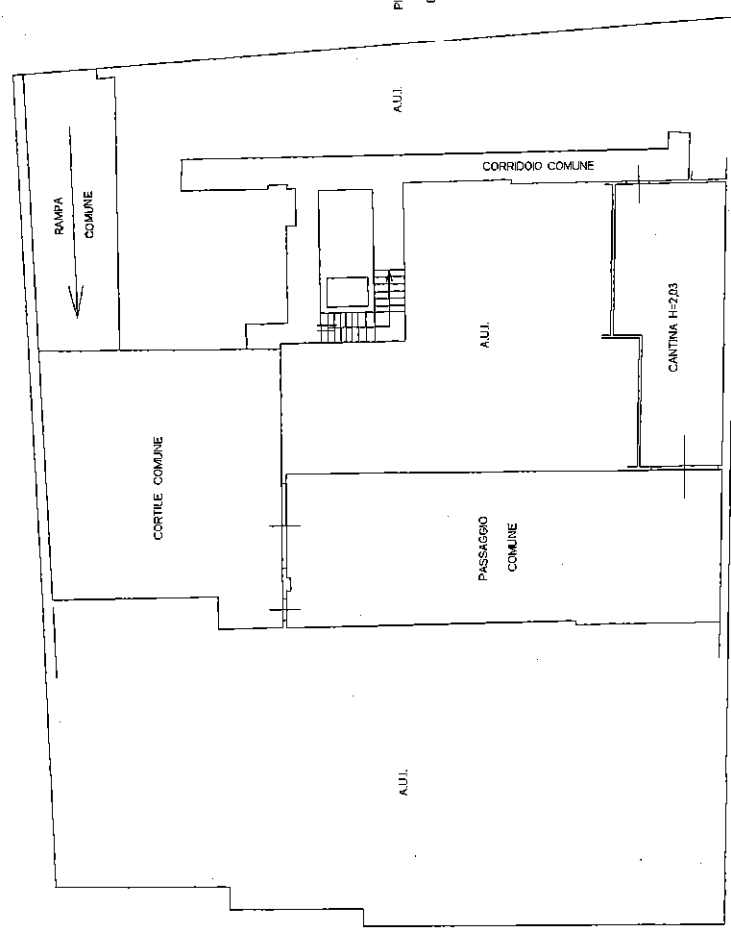 RAMPA
COMUNE
A.U.I.
CORRIDOIO COMUNE
CORTILE COMUNE
A.U.I.
CANTINA H=2,03
PASSAGGIO
COMUNE
A.U.I.